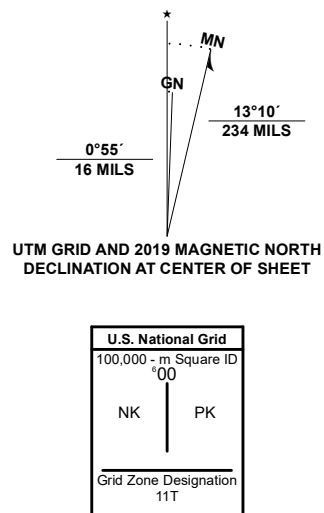 ★
MN
GN
13°10´
234 MILS
0°55´
16 MILS
UTM GRID AND 2019 MAGNETIC NORTH
DECLINATION AT CENTER OF SHEET
U.S. National Grid
100,000 - m Square ID
⁶00
NK PK
Grid Zone Designation
11T